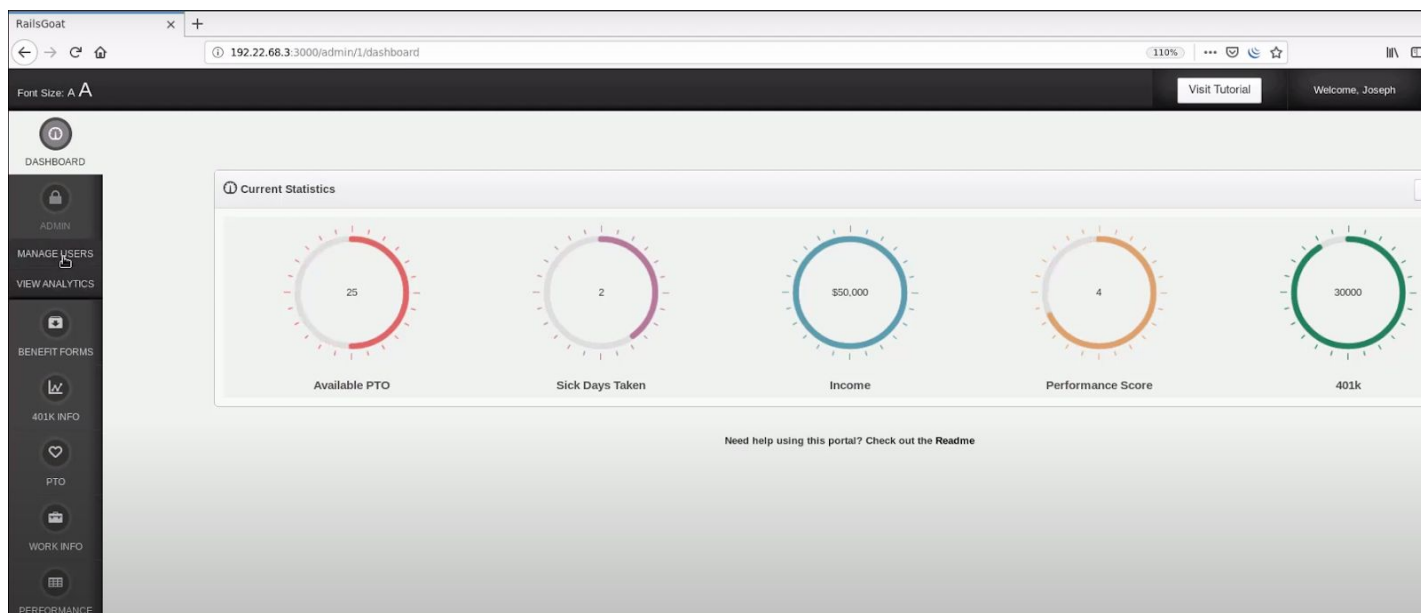 RailsGoat
192.22.68.3:3000/admin/1/dashboard
110%
Font Size: A A
Visit Tutorial
Welcome, Joseph
DASHBOARD
ADMIN
MANAGE USERS
VIEW ANALYTICS
BENEFIT FORMS
401K INFO
PTO
WORK INFO
PERFORMANCE
Current Statistics
25
2
$50,000
4
30000
Available PTO
Sick Days Taken
Income
Performance Score
401k
Need help using this portal? Check out the Readme